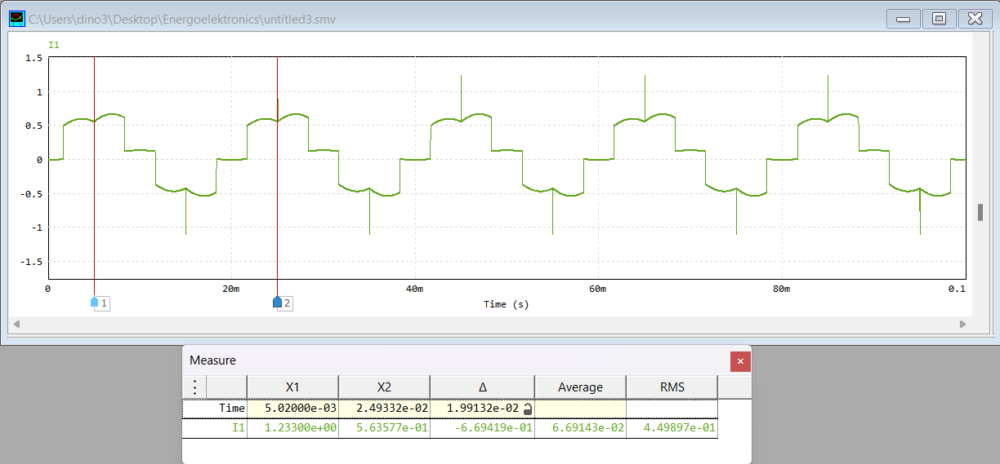 C:\Users\dino3\Desktop\Energoelektronics\untitled3.smv
I1
1.5
1
0.5
0
-0.5
-1
-1.5
0 20m 40m 60m 80m 0.1
1 2
Time (s)
Measure
X1 X2 Δ Average RMS
Time 5.02000e-03 2.49332e-02 1.99132e-02
I1 1.23300e+00 5.63577e-01 -6.69419e-01 6.69143e-02 4.49897e-01